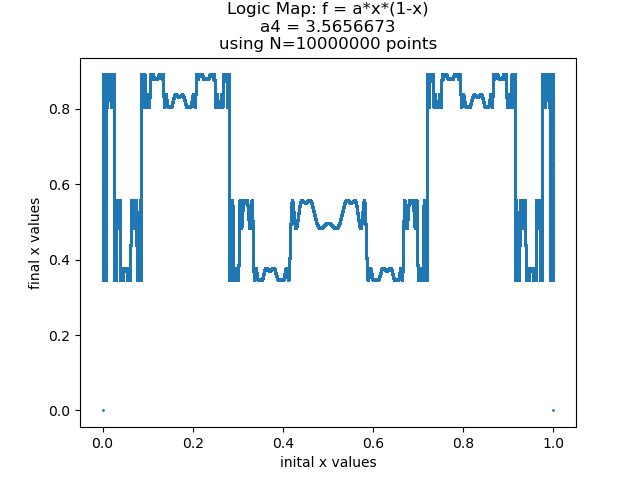 Logic Map: f = a*x*(1-x)
a4 = 3.5656673
using N=10000000 points
final x values
0.8
0.6
0.4
0.2
0.0
0.0
0.2
0.4
0.6
0.8
1.0
inital x values